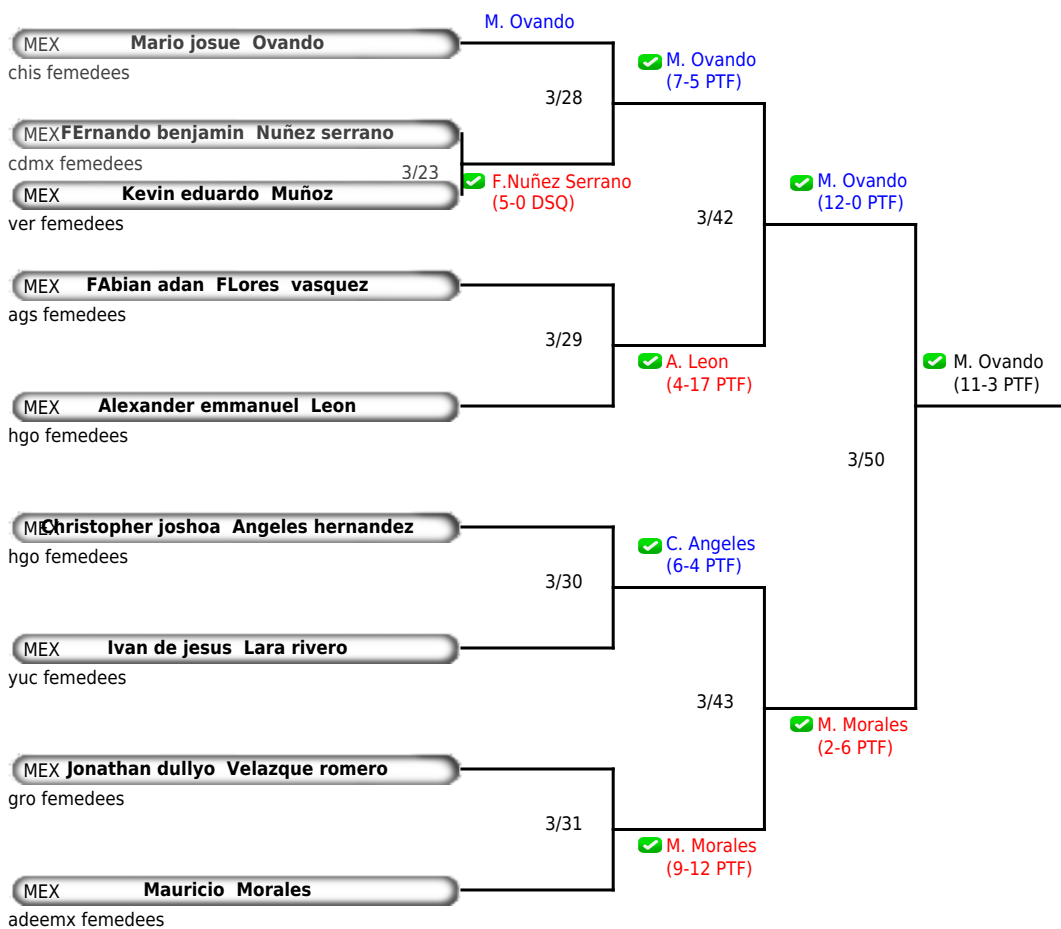 M. Ovando
MEX Mario josue Ovando
chis femedees
M. Ovando
(7-5 PTF)
3/28
MEX FErnando benjamin Nuñez serrano
cdmx femedees
3/23
F.Nuñez Serrano
(5-0 DSQ)
MEX Kevin eduardo Muñoz
ver femedees
M. Ovando
(12-0 PTF)
3/42
MEX FAbian adan FLores vasquez
ags femedees
3/29
A. Leon
(4-17 PTF)
M. Ovando
(11-3 PTF)
MEX Alexander emmanuel Leon
hgo femedees
3/50
MEX Christopher joshoa Angeles hernandez
hgo femedees
C. Angeles
(6-4 PTF)
3/30
MEX Ivan de jesus Lara rivero
yuc femedees
3/43
M. Morales
(2-6 PTF)
MEX Jonathan dullyo Velazque romero
gro femedees
3/31
M. Morales
(9-12 PTF)
MEX Mauricio Morales
adeemx femedees